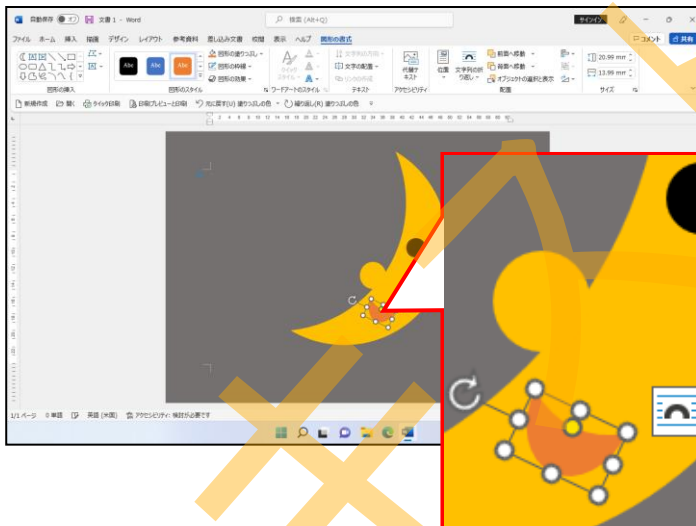 自動保存 オフ 文書 1 - Word 検索 (Alt+Q) サインイン
ファイル ホーム 挿入 描画 デザイン レイアウト 参考資料 差し込み文書 校閲 表示 ヘルプ 図形の書式 コメント 共有
Abc Abc Abc
図形の塗りつぶし
図形の枠線
図形の効果
クイック スタイル
文字列の方向
文字の配置
リンクの作成
代替テキスト
位置
文字列の折り返し
前面へ移動
背面へ移動
オブジェクトの選択と表示
20.99 mm
13.99 mm
図形の挿入 図形のスタイル ワードアートのスタイル テキスト アクセシビリティ 配置 サイズ
新規作成 開く クイック印刷 印刷プレビューと印刷 元に戻す(U) 塗りつぶしの色 繰り返し(R) 塗りつぶしの色
1/1 ページ 0 単語 英語 (米国) アクセシビリティ: 検討が必要です